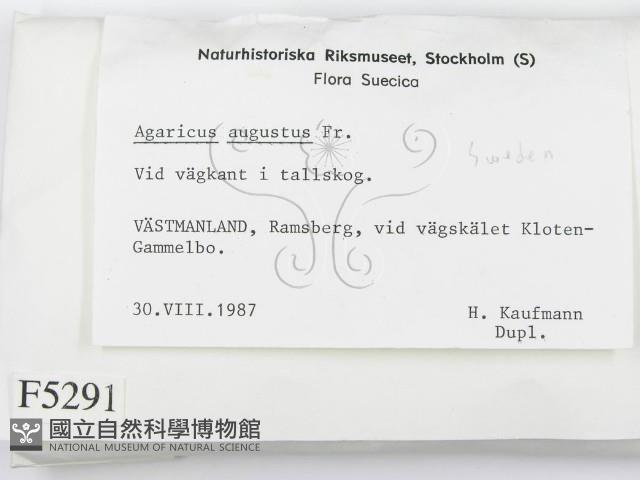 Naturhistoriska Riksmuseet, Stockholm (S)
Flora Suecica
Agaricus augustus Fr.
Sweden
Vid vägkant i tallskog.
VÄSTMANLAND, Ramsberg, vid vägskälet Kloten-
Gammelbo.
30.VIII.1987
H. Kaufmann
Dupl.
F5291
國立自然科學博物館
NATIONAL MUSEUM OF NATURAL SCIENCE